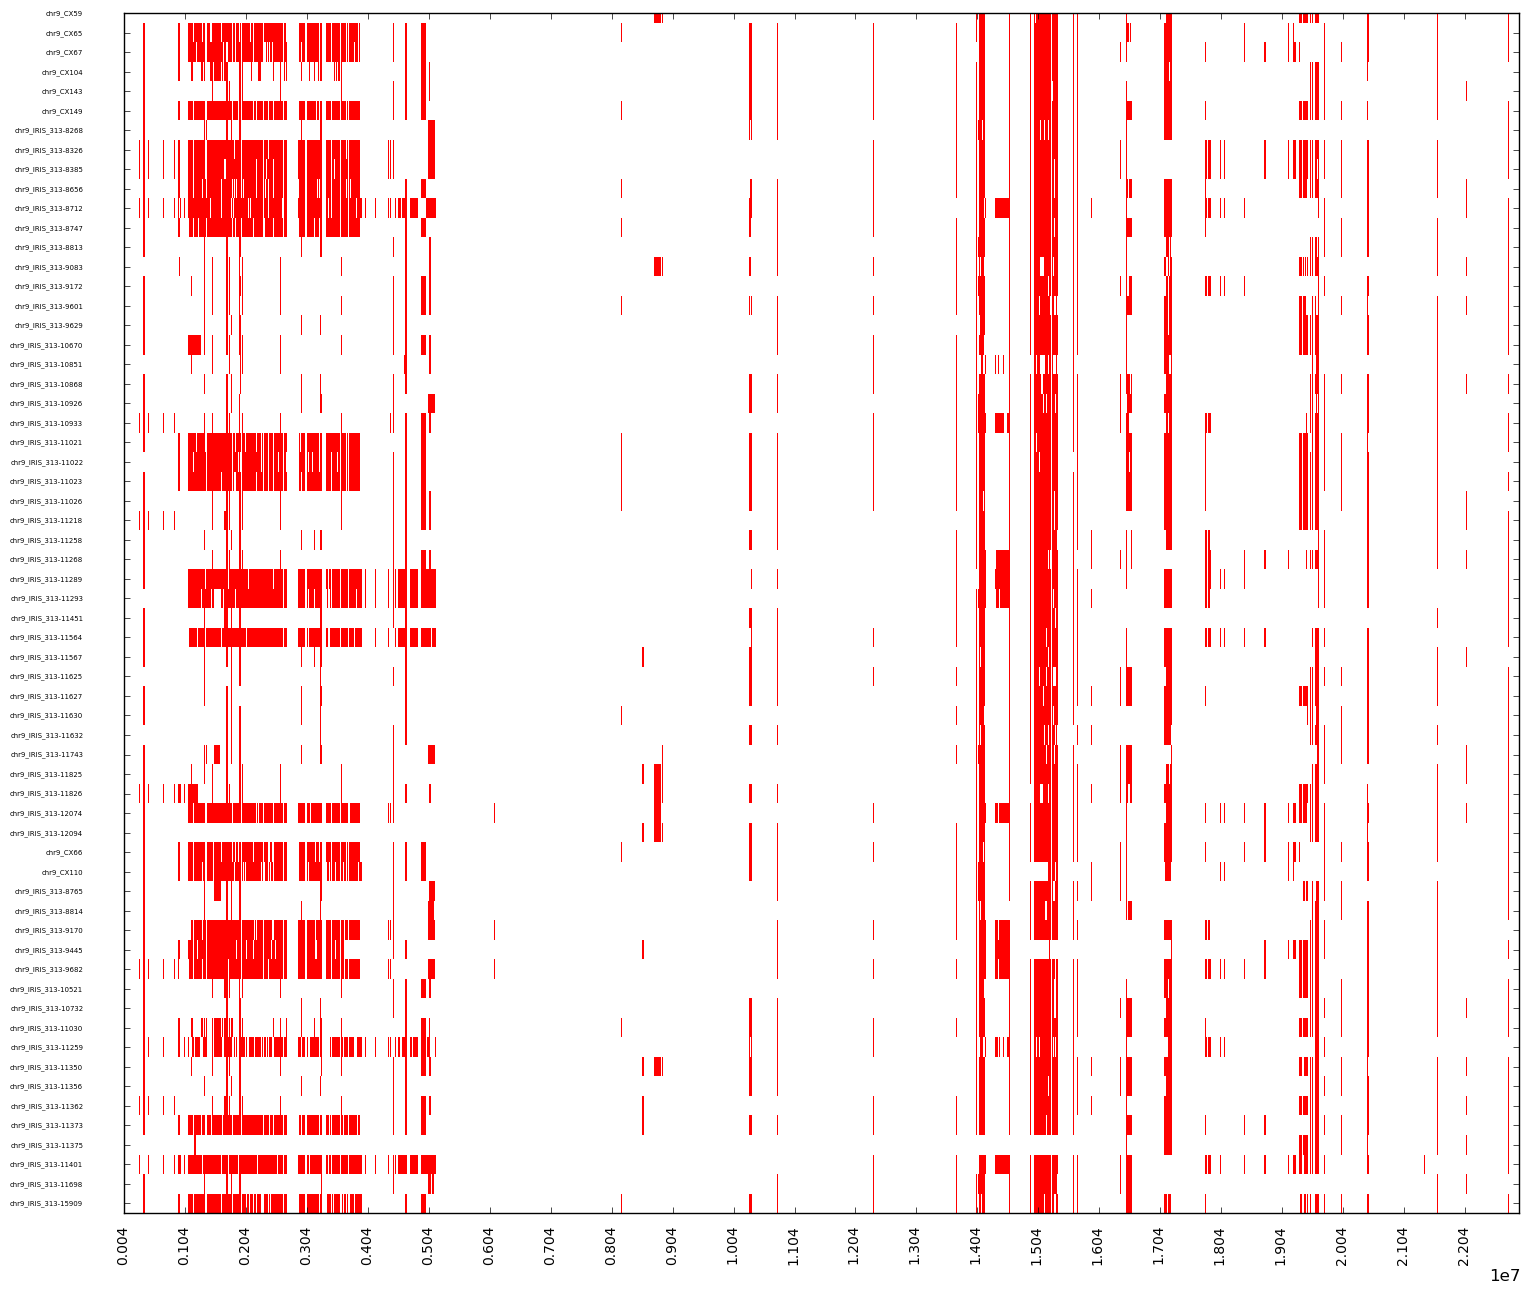 chr9_CX59
chr9_CX65
chr9_CX67
chr9_CX104
chr9_CX143
chr9_CX149
chr9_IRIS_313-8268
chr9_IRIS_313-8326
chr9_IRIS_313-8385
chr9_IRIS_313-8656
chr9_IRIS_313-8712
chr9_IRIS_313-8747
chr9_IRIS_313-8813
chr9_IRIS_313-9083
chr9_IRIS_313-9172
chr9_IRIS_313-9601
chr9_IRIS_313-9629
chr9_IRIS_313-10670
chr9_IRIS_313-10851
chr9_IRIS_313-10868
chr9_IRIS_313-10926
chr9_IRIS_313-10933
chr9_IRIS_313-11021
chr9_IRIS_313-11022
chr9_IRIS_313-11023
chr9_IRIS_313-11026
chr9_IRIS_313-11218
chr9_IRIS_313-11258
chr9_IRIS_313-11268
chr9_IRIS_313-11289
chr9_IRIS_313-11293
chr9_IRIS_313-11451
chr9_IRIS_313-11564
chr9_IRIS_313-11567
chr9_IRIS_313-11625
chr9_IRIS_313-11627
chr9_IRIS_313-11630
chr9_IRIS_313-11632
chr9_IRIS_313-11743
chr9_IRIS_313-11825
chr9_IRIS_313-11826
chr9_IRIS_313-12074
chr9_IRIS_313-12094
chr9_CX66
chr9_CX110
chr9_IRIS_313-8765
chr9_IRIS_313-8814
chr9_IRIS_313-9170
chr9_IRIS_313-9445
chr9_IRIS_313-9682
chr9_IRIS_313-10521
chr9_IRIS_313-10732
chr9_IRIS_313-11030
chr9_IRIS_313-11259
chr9_IRIS_313-11350
chr9_IRIS_313-11356
chr9_IRIS_313-11362
chr9_IRIS_313-11373
chr9_IRIS_313-11375
chr9_IRIS_313-11401
chr9_IRIS_313-11698
chr9_IRIS_313-15909
0.004
0.104
0.204
0.304
0.404
0.504
0.604
0.704
0.804
0.904
1.004
1.104
1.204
1.304
1.404
1.504
1.604
1.704
1.804
1.904
2.004
2.104
2.204
1e7